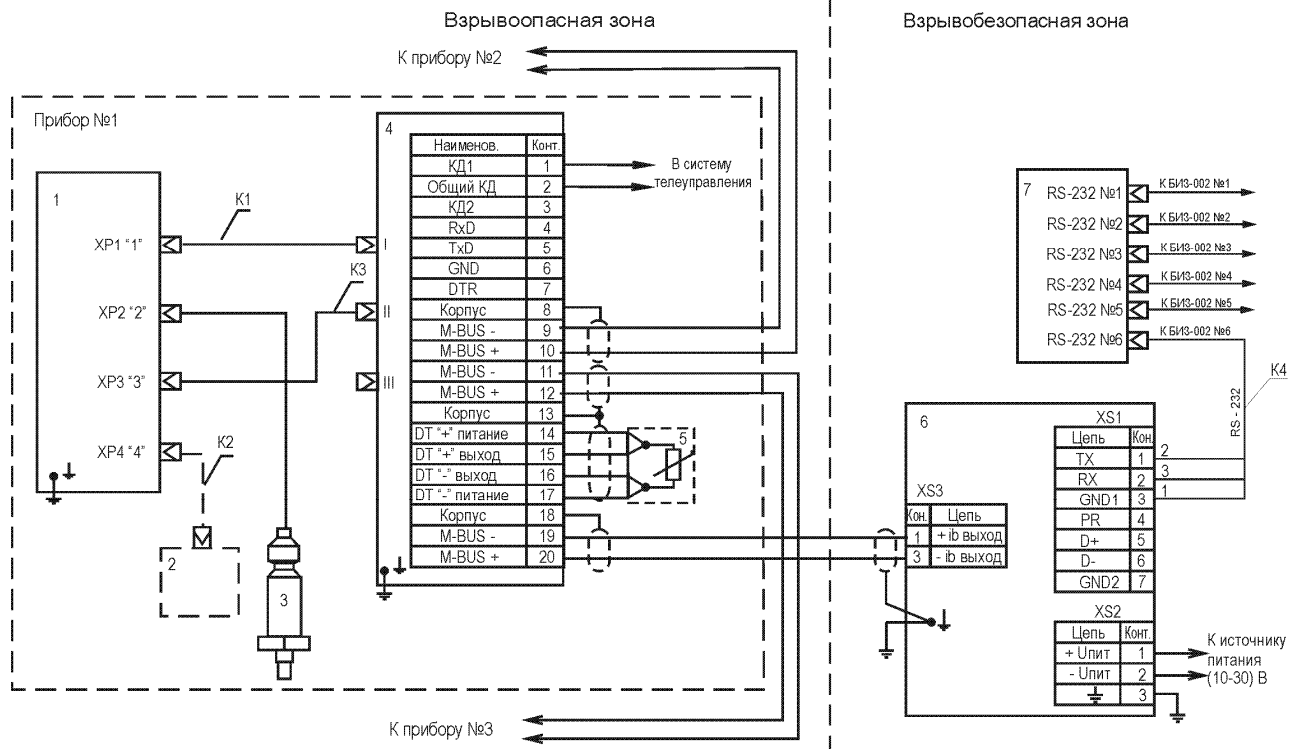 Взрывоопасная зона
Взрывобезопасная зона
К прибору №2
Прибор №1
1
XP1 "1"
XP2 "2"
XP3 "3"
XP4 "4"
К1
К3
К2
2
3
4
I
II
III
Наименов. Конт.
КД1 1
Общий КД 2
КД2 3
RxD 4
TxD 5
GND 6
DTR 7
Корпус 8
M-BUS - 9
M-BUS + 10
M-BUS - 11
M-BUS + 12
Корпус 13
DT "+" питание 14
DT "+" выход 15
DT "-" выход 16
DT "-" питание 17
Корпус 18
M-BUS - 19
M-BUS + 20
В систему
телеуправления
5
К прибору №3
7
RS-232 №1 К БИЗ-002 №1
RS-232 №2 К БИЗ-002 №2
RS-232 №3 К БИЗ-002 №3
RS-232 №4 К БИЗ-002 №4
RS-232 №5 К БИЗ-002 №5
RS-232 №6 К БИЗ-002 №6
К4
RS - 232
6
XS1
Цепь Кон.
TX 1 2
RX 2 3
GND1 3 1
PR 4
D+ 5
D- 6
GND2 7
XS3
Кон. Цепь
1 + ib выход
3 - ib выход
XS2
Цепь Конт.
+ Uпит 1
- Uпит 2
3
К источнику
питания
(10-30) В